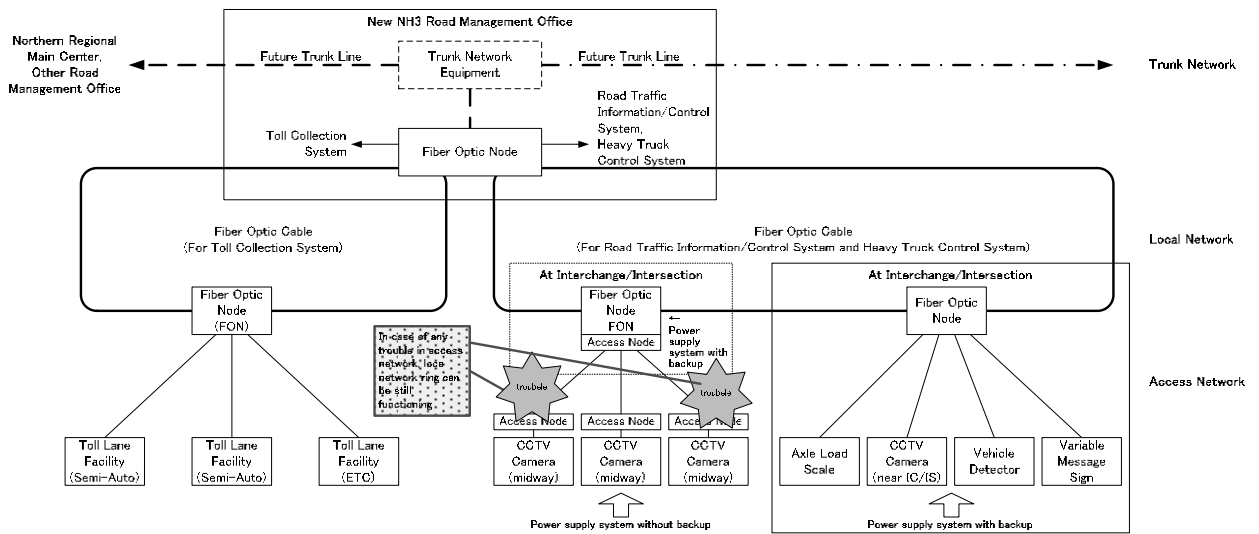 New NH3 Road Management Office
Northern Regional
Main Center,
Other Road
Management Office
Future Trunk Line
Trunk Network
Equipment
Future Trunk Line
Trunk Network
Road Traffic
Information/Control
System,
Heavy Truck
Control System
Toll Collection
System
Fiber Optic Node
Fiber Optic Cable
(For Toll Collection System)
Fiber Optic Cable
(For Road Traffic Information/Control System and Heavy Truck Control System)
Local Network
At Interchange/Intersection
At Interchange/Intersection
Fiber Optic
Node
(FON)
Fiber Optic
Node
FON
Access Node
←
Power
supply
system with
backup
Fiber Optic
Node
In case of any
trouble in access
network, loca
network ring can
be still
functioning
troubele
troubele
Access Network
Access Node
Access Node
Access Node
Toll Lane
Facility
(Semi-Auto)
Toll Lane
Facility
(Semi-Auto)
Toll Lane
Facility
(ETC)
CCTV
Camera
(midway)
CCTV
Camera
(midway)
CCTV
Camera
(midway)
Axle Load
Scale
CCTV
Camera
(near IC/IS)
Vehicle
Detector
Variable
Message
Sign
Power supply system without backup
Power supply system with backup